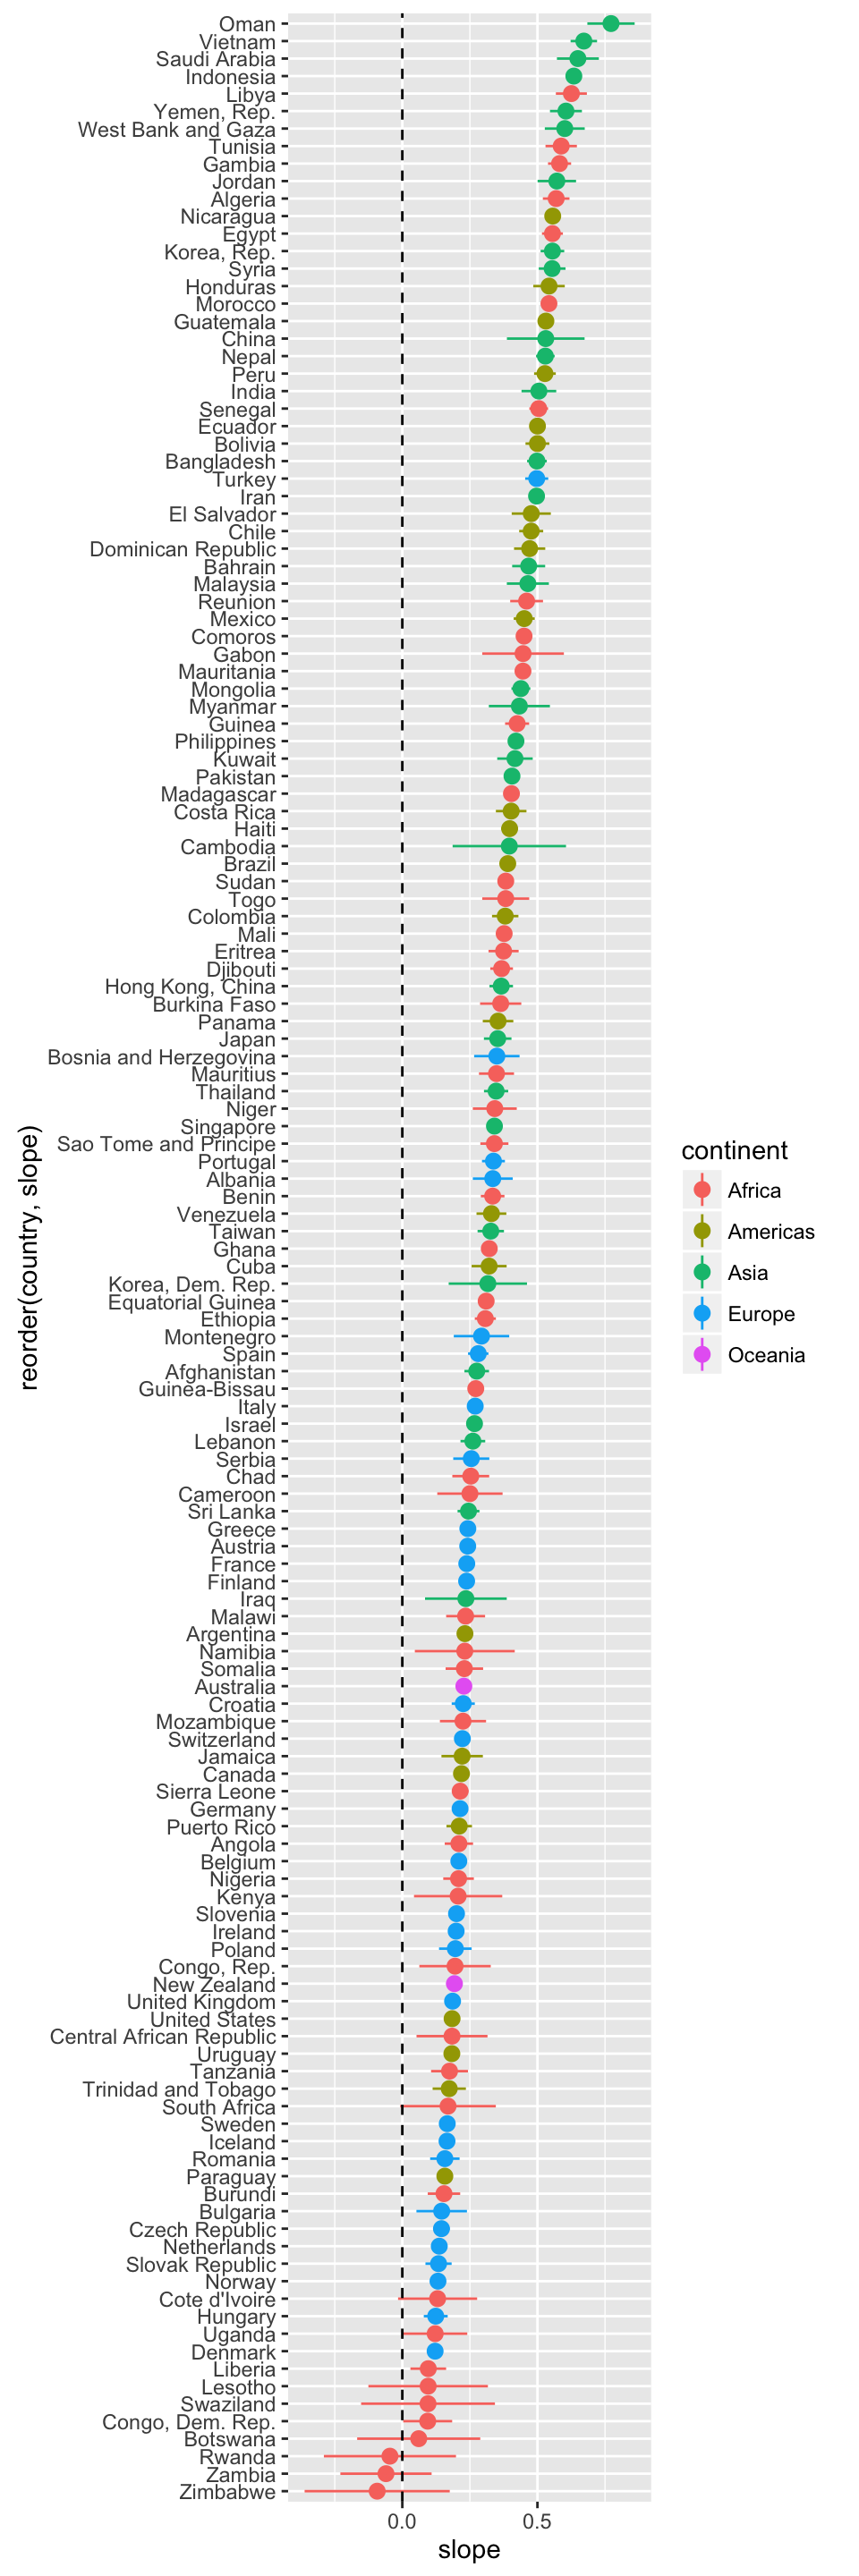 Oman
Vietnam
Saudi Arabia
Indonesia
Libya
Yemen, Rep.
West Bank and Gaza
Tunisia
Gambia
Jordan
Algeria
Nicaragua
Egypt
Korea, Rep.
Syria
Honduras
Morocco
Guatemala
China
Nepal
Peru
India
Senegal
Ecuador
Bolivia
Bangladesh
Turkey
Iran
El Salvador
Chile
Dominican Republic
Bahrain
Malaysia
Reunion
Mexico
Comoros
Gabon
Mauritania
Mongolia
Myanmar
Guinea
Philippines
Kuwait
Pakistan
Madagascar
Costa Rica
Haiti
Cambodia
Brazil
Sudan
Togo
Colombia
Mali
Eritrea
Djibouti
Hong Kong, China
Burkina Faso
Panama
Japan
Bosnia and Herzegovina
Mauritius
Thailand
Niger
Singapore
Sao Tome and Principe
Portugal
Albania
Benin
Venezuela
Taiwan
Ghana
Cuba
Korea, Dem. Rep.
Equatorial Guinea
Ethiopia
Montenegro
Spain
Afghanistan
Guinea-Bissau
Italy
Israel
Lebanon
Serbia
Chad
Cameroon
Sri Lanka
Greece
Austria
France
Finland
Iraq
Malawi
Argentina
Namibia
Somalia
Australia
Croatia
Mozambique
Switzerland
Jamaica
Canada
Sierra Leone
Germany
Puerto Rico
Angola
Belgium
Nigeria
Kenya
Slovenia
Ireland
Poland
Congo, Rep.
New Zealand
United Kingdom
United States
Central African Republic
Uruguay
Tanzania
Trinidad and Tobago
South Africa
Sweden
Iceland
Romania
Paraguay
Burundi
Bulgaria
Czech Republic
Netherlands
Slovak Republic
Norway
Cote d'Ivoire
Hungary
Uganda
Denmark
Liberia
Lesotho
Swaziland
Congo, Dem. Rep.
Botswana
Rwanda
Zambia
Zimbabwe
0.0 0.5
slope
reorder(country, slope)
continent
Africa
Americas
Asia
Europe
Oceania